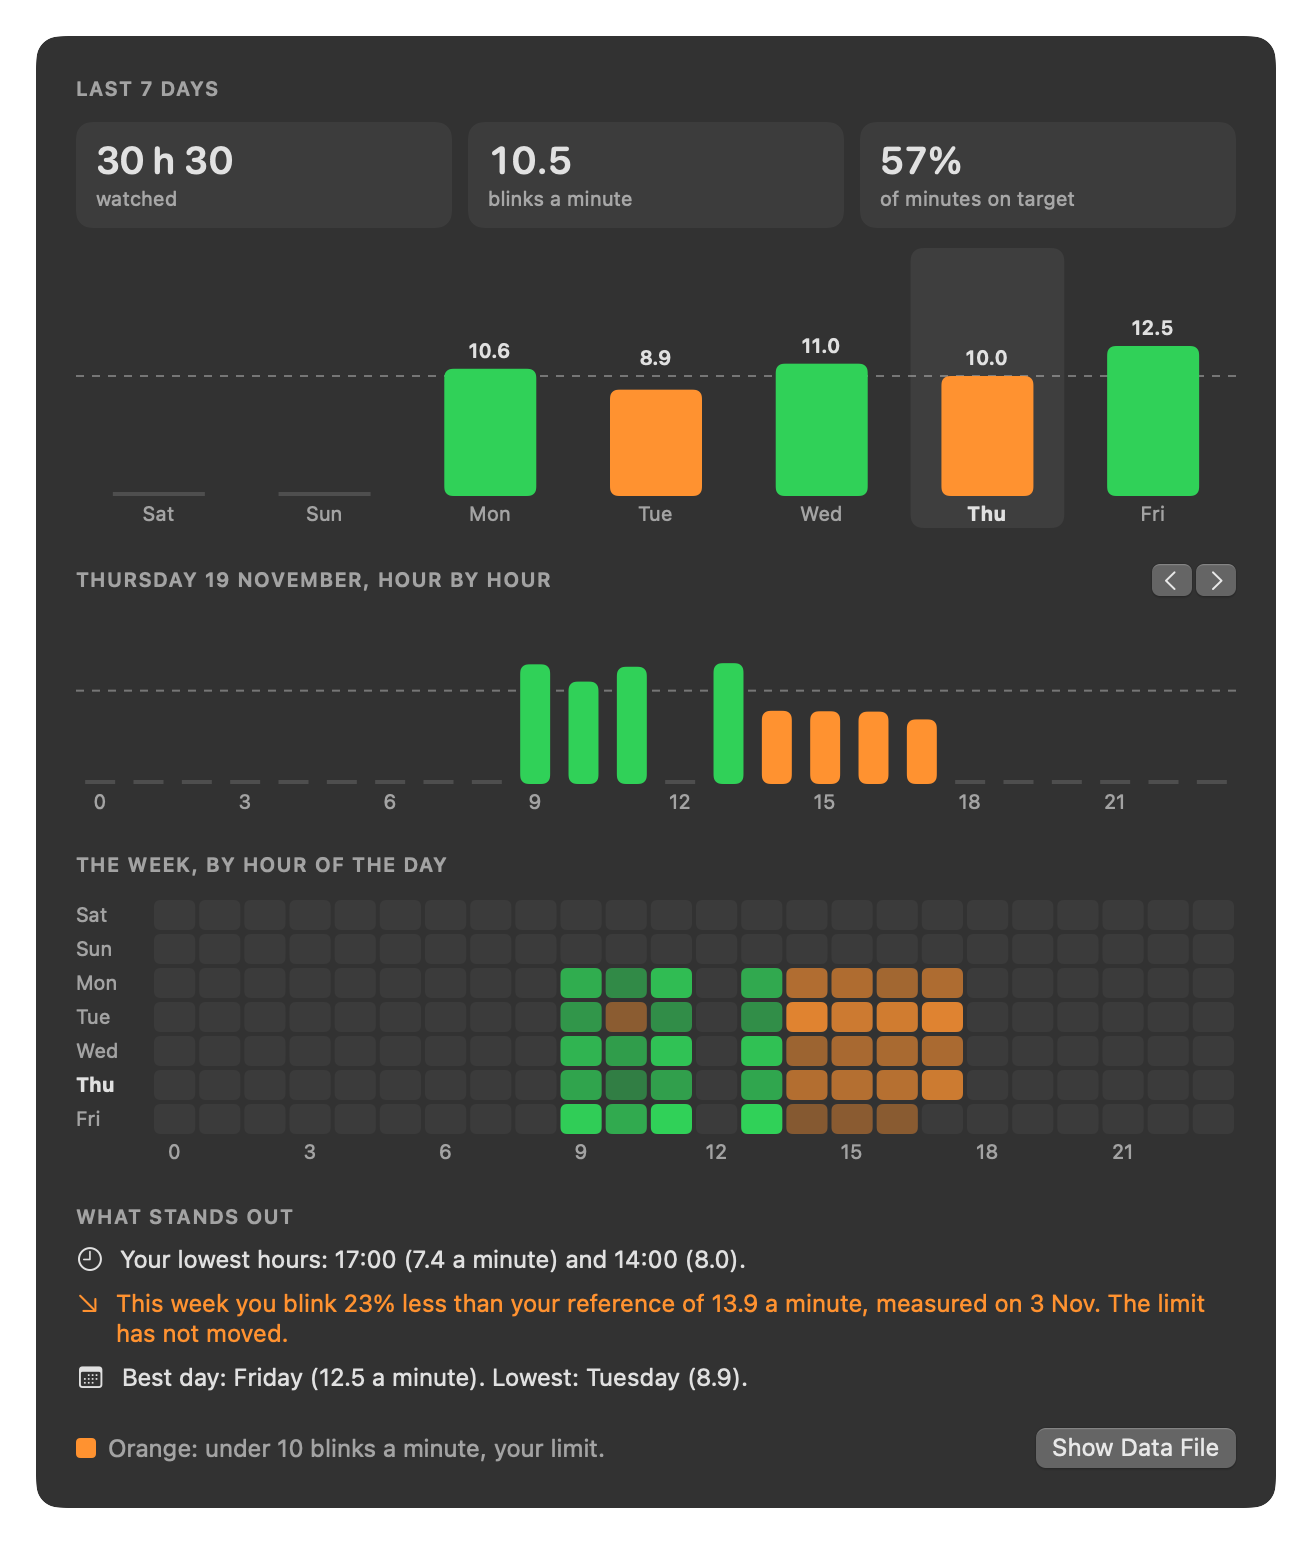 LAST 7 DAYS
30 h 30
watched
10.5
blinks a minute
57%
of minutes on target
10.6
8.9
11.0
10.0
12.5
Sat Sun Mon Tue Wed Thu Fri
THURSDAY 19 NOVEMBER, HOUR BY HOUR
0 3 6 9 12 15 18 21
THE WEEK, BY HOUR OF THE DAY
Sat
Sun
Mon
Tue
Wed
Thu
Fri
0 3 6 9 12 15 18 21
WHAT STANDS OUT
Your lowest hours: 17:00 (7.4 a minute) and 14:00 (8.0).
This week you blink 23% less than your reference of 13.9 a minute, measured on 3 Nov. The limit
has not moved.
Best day: Friday (12.5 a minute). Lowest: Tuesday (8.9).
Orange: under 10 blinks a minute, your limit.
Show Data File